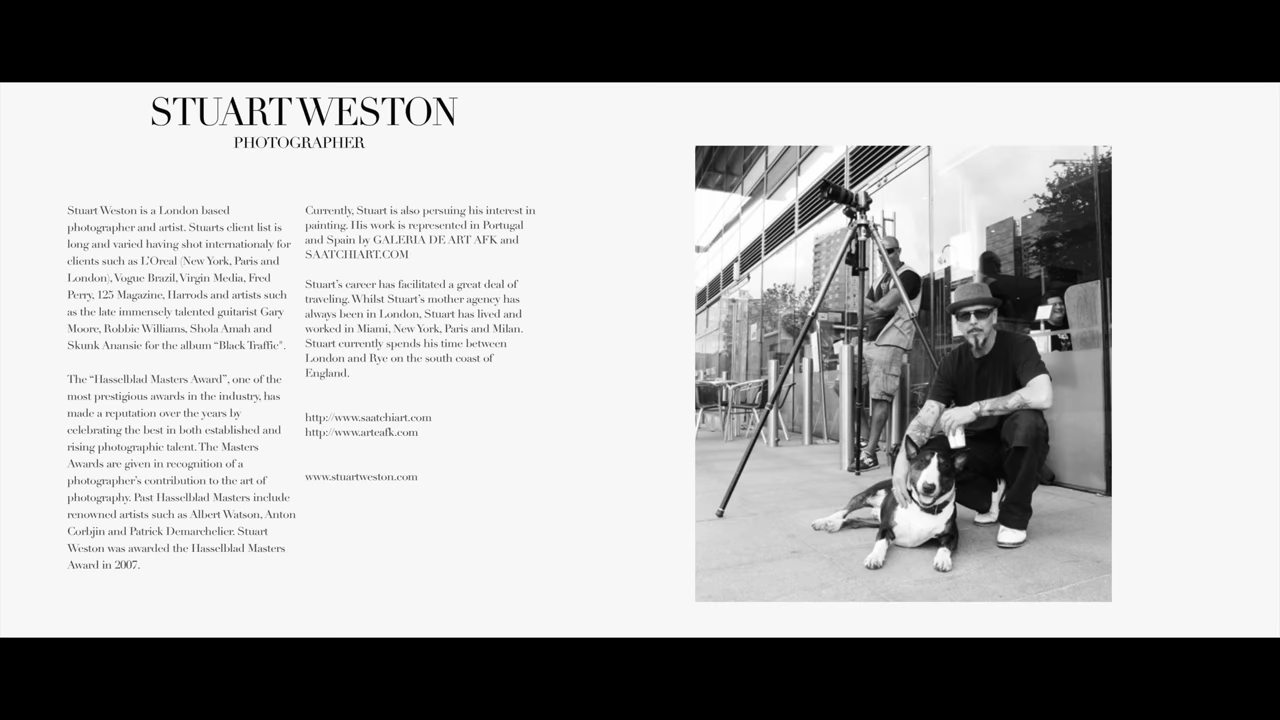 STUART WESTON
PHOTOGRAPHER
Stuart Weston is a London based
photographer and artist. Stuarts client list is
long and varied having shot internationaly for
clients such as L'Oreal (New York, Paris and
London), Vogue Brazil, Virgin Media, Fred
Perry, 125 Magazine, Harrods and artists such
as the late immensely talented guitarist Gary
Moore, Robbie Williams, Shola Amah and
Skunk Anansie for the album “Black Traffic".
The “Hasselblad Masters Award”, one of the
most prestigious awards in the industry, has
made a reputation over the years by
celebrating the best in both established and
rising photographic talent. The Masters
Awards are given in recognition of a
photographer's contribution to the art of
photography. Past Hasselblad Masters include
renowned artists such as Albert Watson, Anton
Corbjin and Patrick Demarchelier. Stuart
Weston was awarded the Hasselblad Masters
Award in 2007.
Currently, Stuart is also persuing his interest in
painting. His work is represented in Portugal
and Spain by GALERIA DE ART AFK and
SAATCHIART.COM
Stuart's career has facilitated a great deal of
traveling. Whilst Stuart's mother agency has
always been in London, Stuart has lived and
worked in Miami, New York, Paris and Milan.
Stuart currently spends his time between
London and Rye on the south coast of
England.
http://www.saatchiart.com
http://www.arteafk.com
www.stuartweston.com